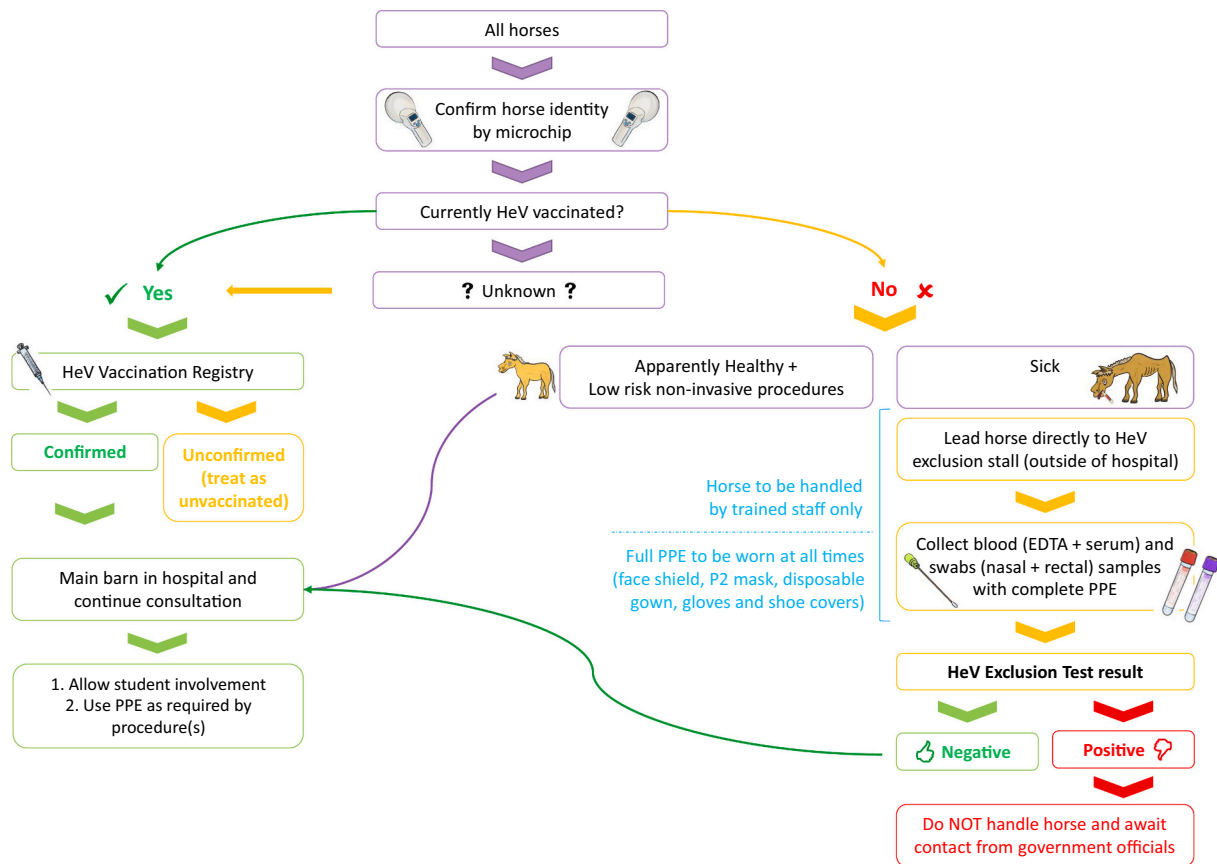 All horses
Confirm horse identity
by microchip
Currently HeV vaccinated?
? Unknown ?
Yes
No
HeV Vaccination Registry
Confirmed
Unconfirmed
(treat as
unvaccinated)
Main barn in hospital and
continue consultation
1. Allow student involvement
2. Use PPE as required by
procedure(s)
Apparently Healthy +
Low risk non-invasive procedures
Sick
Lead horse directly to HeV
exclusion stall (outside of hospital)
Horse to be handled
by trained staff only
Full PPE to be worn at all times
(face shield, P2 mask, disposable
gown, gloves and shoe covers)
Collect blood (EDTA + serum) and
swabs (nasal + rectal) samples
with complete PPE
HeV Exclusion Test result
Negative
Positive
Do NOT handle horse and await
contact from government officials